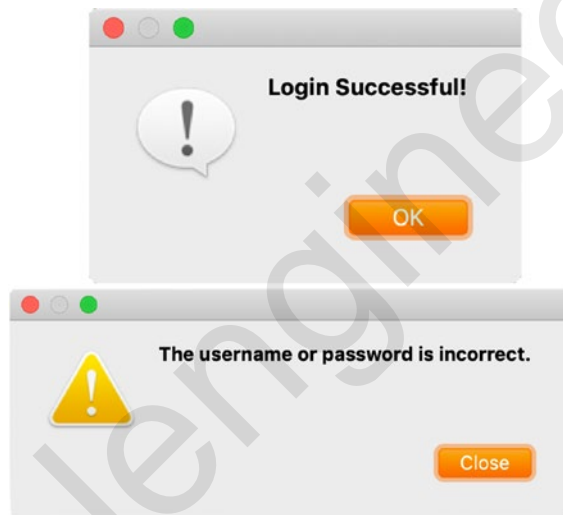 Login Successful!
OK
The username or password is incorrect.
Close